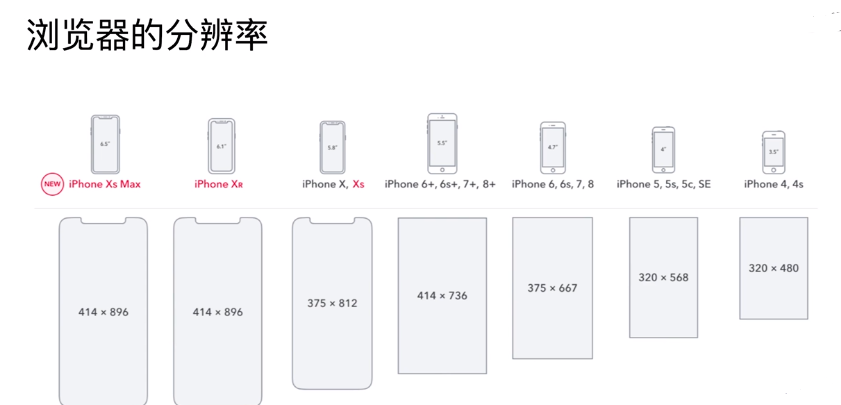 浏览器的分辨率
6.5" 6.1" 5.8" 5.5" 4.7" 4" 3.5"
NEW iPhone Xs Max iPhone XR iPhone X, Xs iPhone 6+, 6s+, 7+, 8+ iPhone 6, 6s, 7, 8 iPhone 5, 5s, 5c, SE iPhone 4, 4s
414 × 896 414 × 896 375 × 812 414 × 736 375 × 667 320 × 568 320 × 480